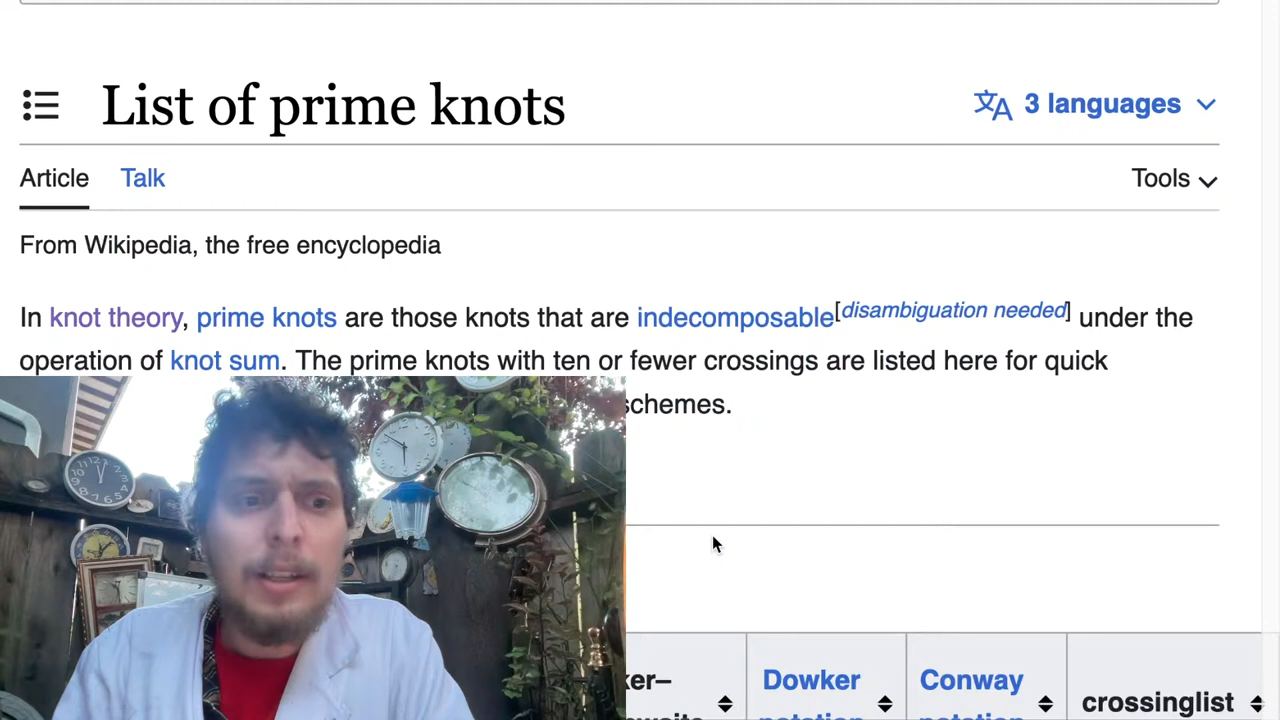 List of prime knots
3 languages
Article Talk
Tools
From Wikipedia, the free encyclopedia
In knot theory, prime knots are those knots that are indecomposable[disambiguation needed] under the
operation of knot sum. The prime knots with ten or fewer crossings are listed here for quick
schemes.
Dowker
Conway
crossinglist